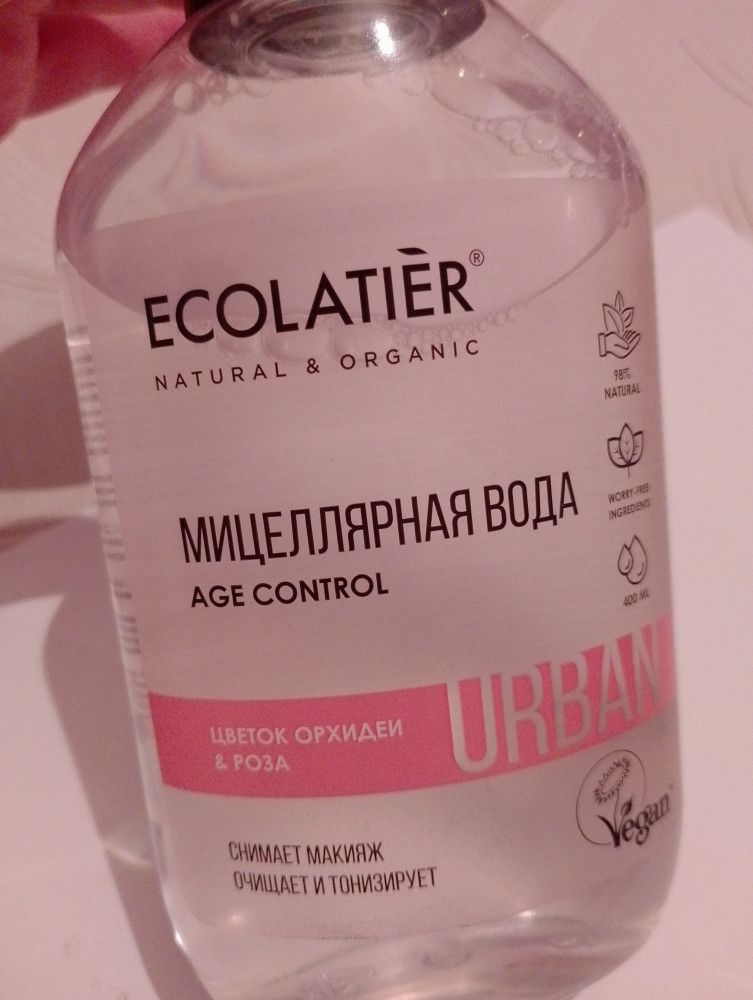 ECOLATIÈR®
NATURAL & ORGANIC
98%
NATURAL
WORRY-FREE
INGREDIENTS
МИЦЕЛЛЯРНАЯ ВОДА
AGE CONTROL
400 ML
URBAN
ЦВЕТОК ОРХИДЕИ
& РОЗА
Vegan
СНИМАЕТ МАКИЯЖ
ОЧИЩАЕТ И ТОНИЗИРУЕТ